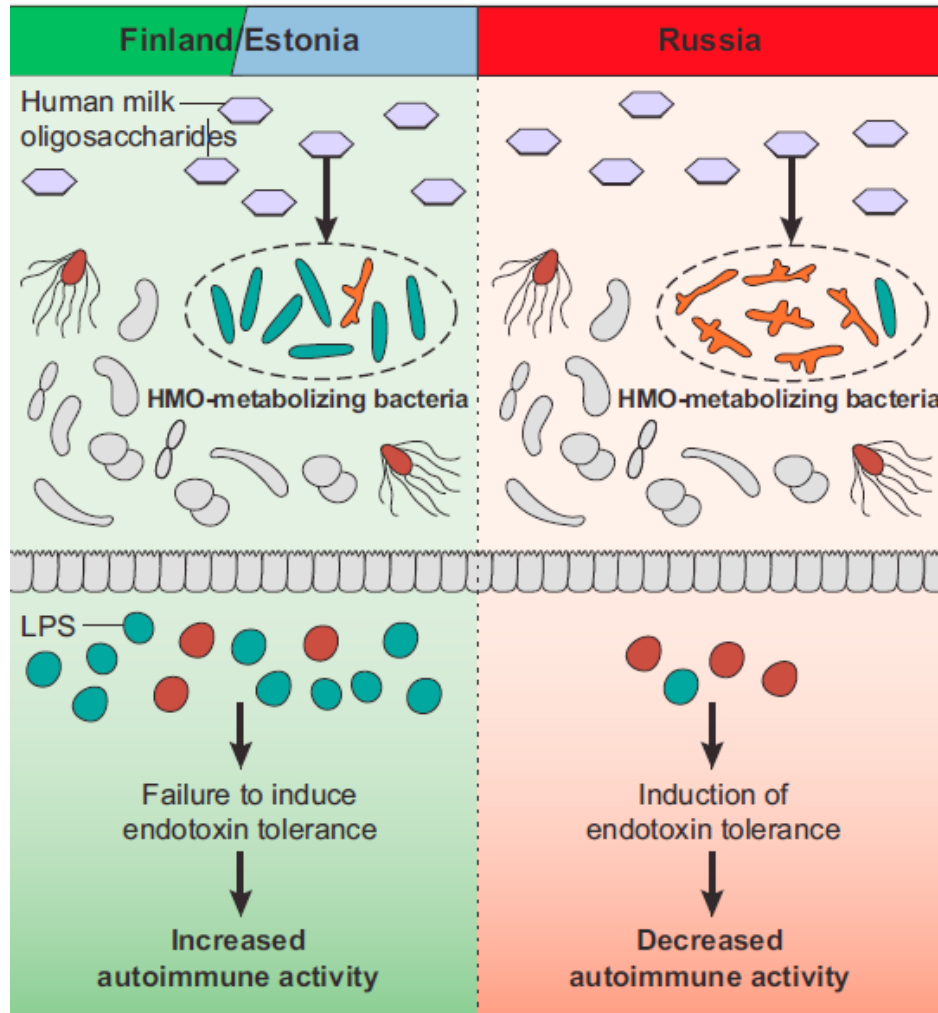 Finland/Estonia
Russia
Human milk
oligosaccharides
HMO-metabolizing bacteria
HMO-metabolizing bacteria
LPS
Failure to induce
endotoxin tolerance
Induction of
endotoxin tolerance
Increased
autoimmune activity
Decreased
autoimmune activity